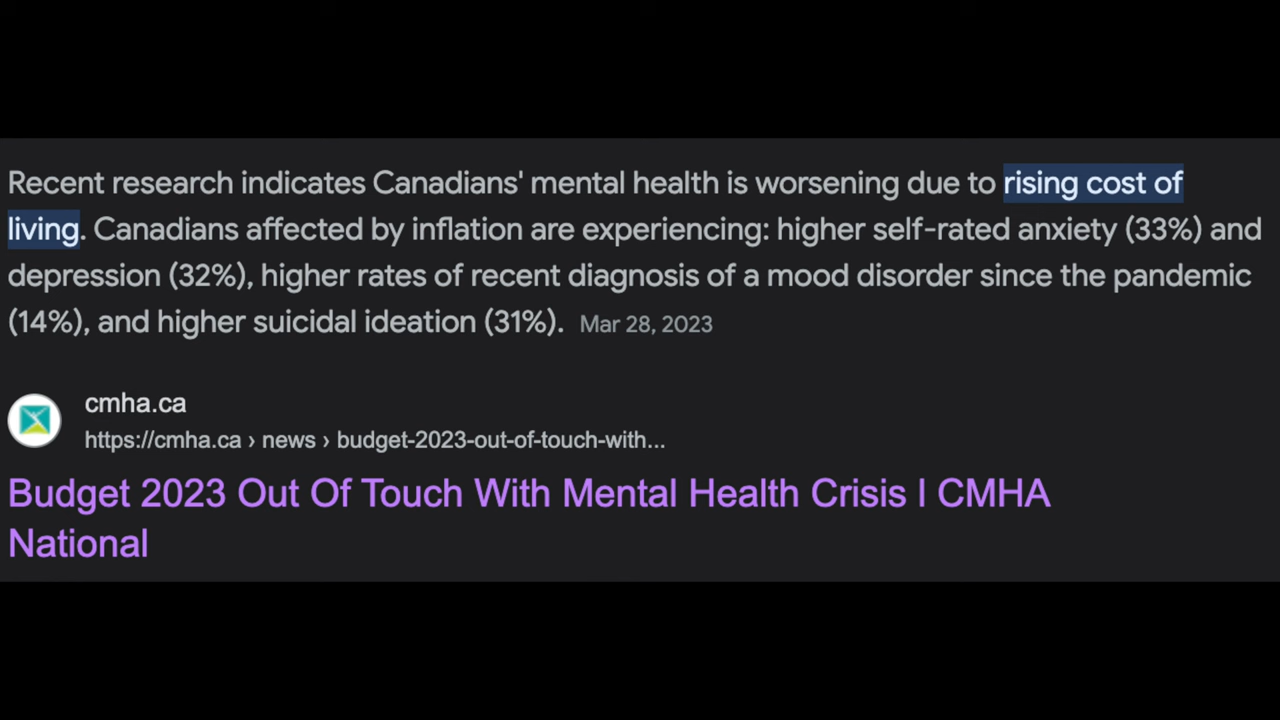 Recent research indicates Canadians' mental health is worsening due to rising cost of
living. Canadians affected by inflation are experiencing: higher self-rated anxiety (33%) and
depression (32%), higher rates of recent diagnosis of a mood disorder since the pandemic
(14%), and higher suicidal ideation (31%). Mar 28, 2023
cmha.ca
https://cmha.ca › news › budget-2023-out-of-touch-with...
Budget 2023 Out Of Touch With Mental Health Crisis I CMHA
National